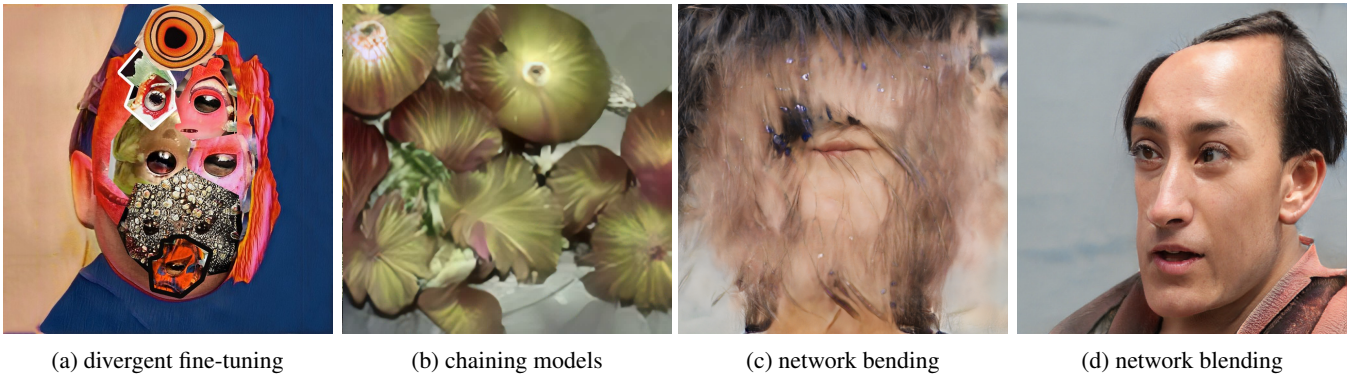 (a) divergent fine-tuning
(b) chaining models
(c) network bending
(d) network blending